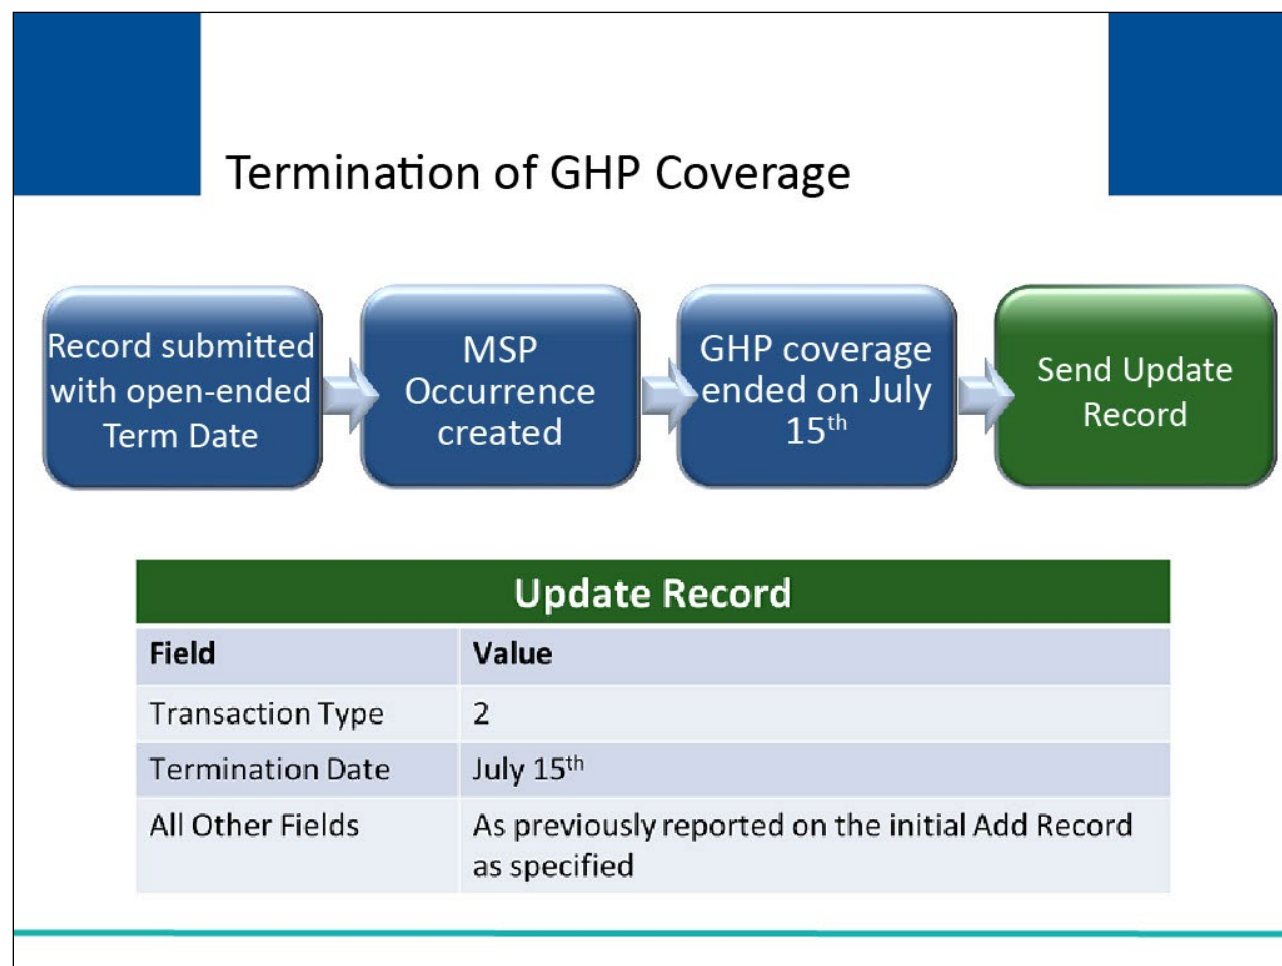 Termination of GHP Coverage
Record submitted
with open-ended
Term Date
MSP
Occurrence
created
GHP coverage
ended on July
15th
Send Update
Record
Update Record
Field Value
Transaction Type 2
Termination Date July 15th
All Other Fields As previously reported on the initial Add Record
as specified